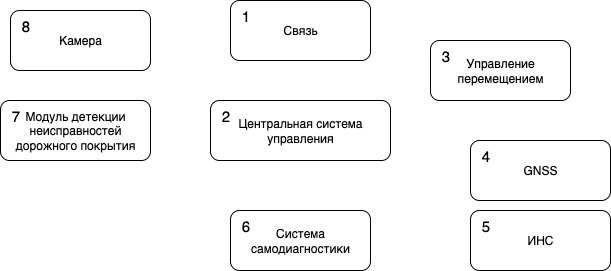 1
Связь
8
Камера
3
Управление
перемещением
7
Модуль детекции
неисправностей
дорожного покрытия
2
Центральная система
управления
4
GNSS
6
Система
самодиагностики
5
ИНС